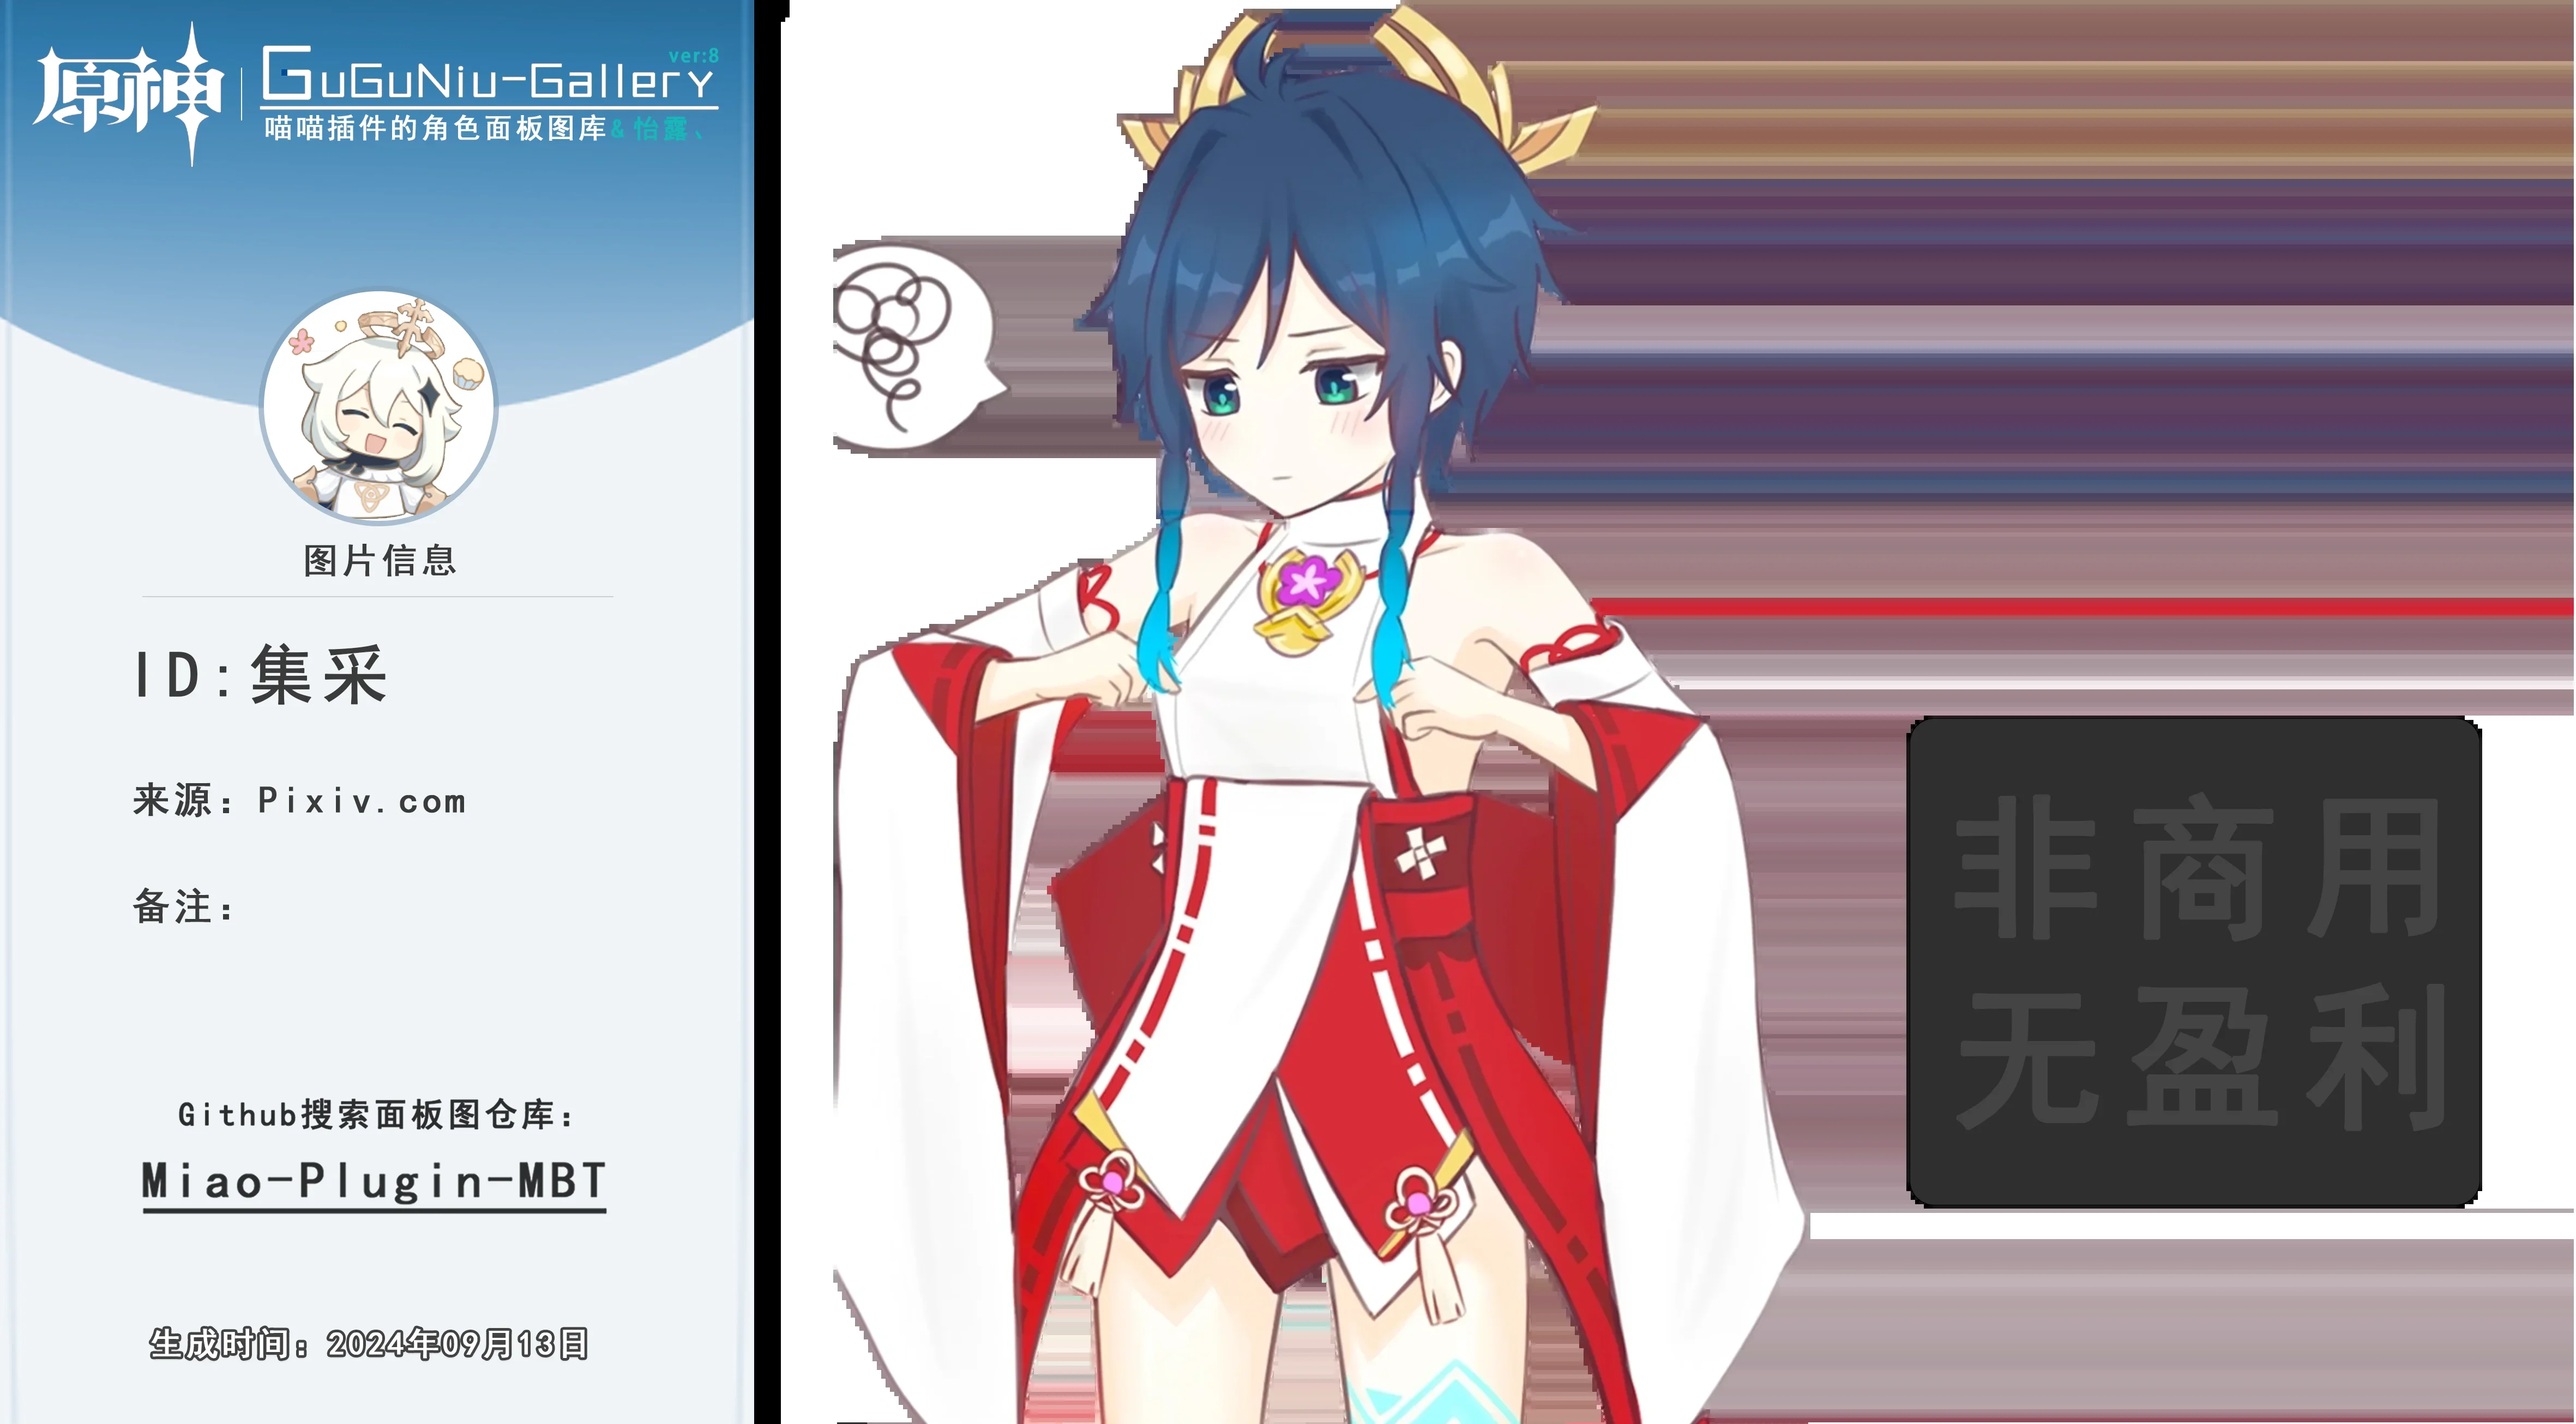 原神
GuGuNiu-Gallery
ver:8
喵喵插件的角色面板图库&怡露、
图片信息
ID:集采
来源：Pixiv.com
备注：
Github搜索面板图仓库：
Miao-Plugin-MBT
生成时间：2024年09月13日
非商用
无盈利